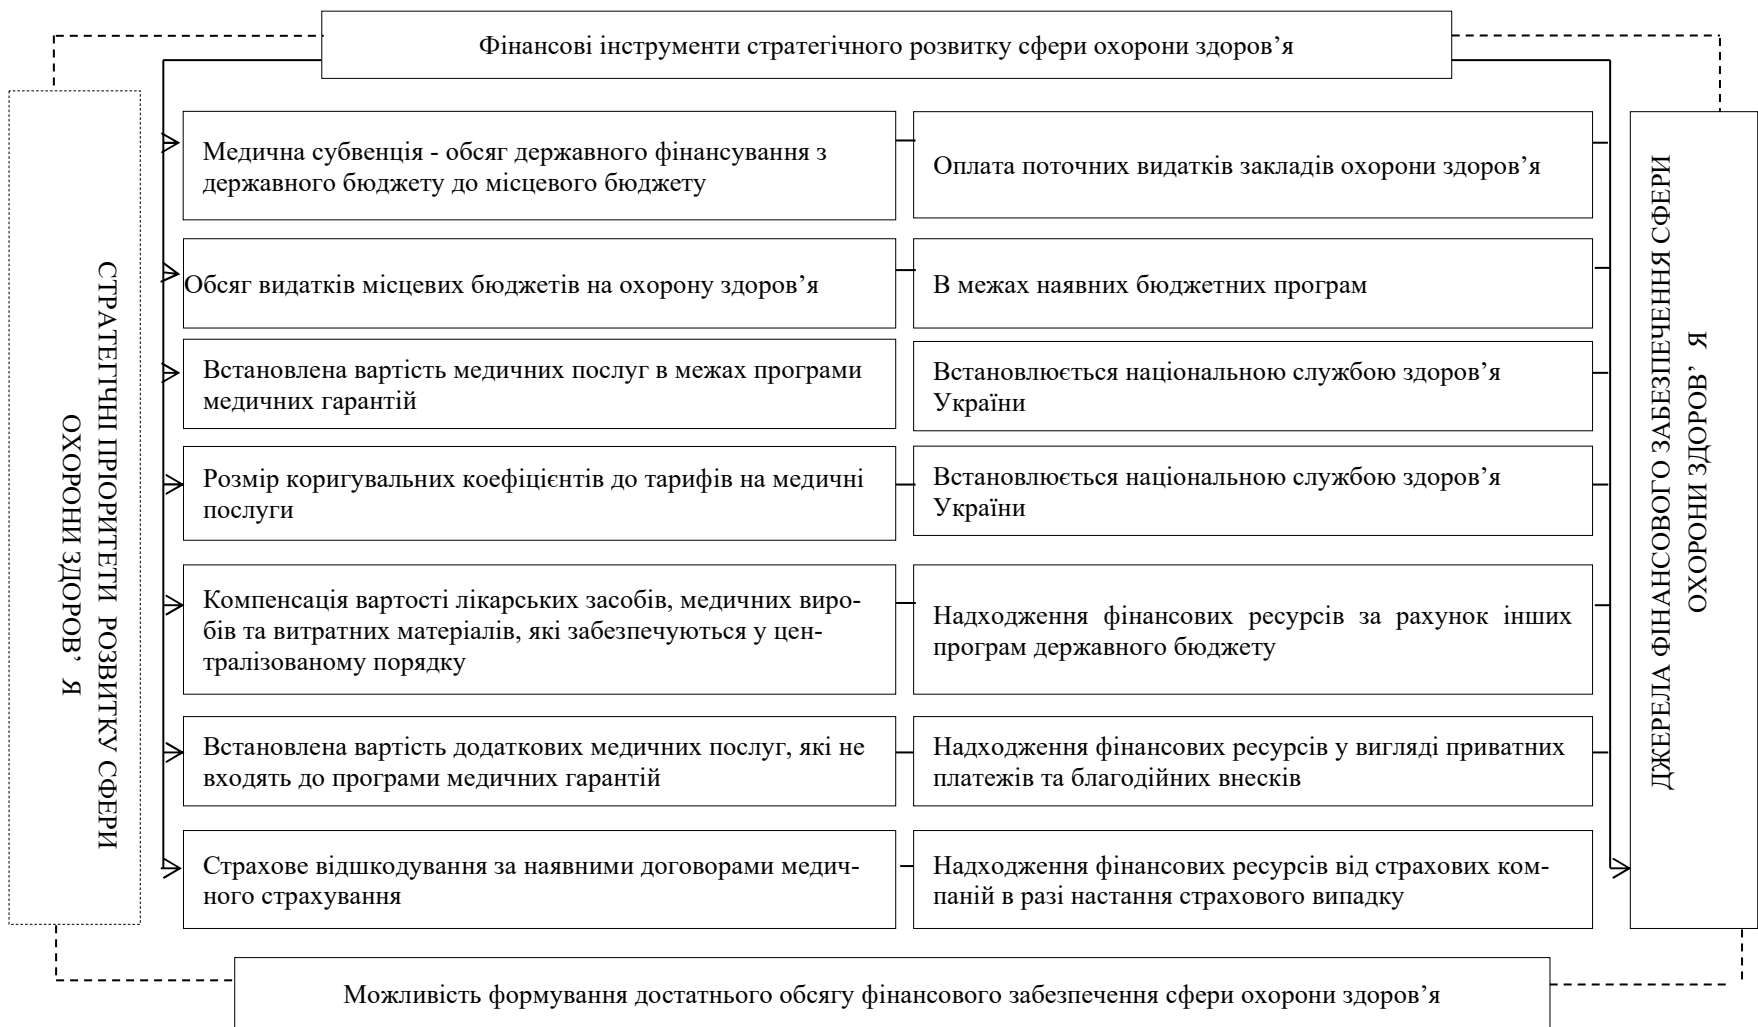 Фінансові інструменти стратегічного розвитку сфери охорони здоров’я
СТРАТЕГІЧНІ ПРІОРИТЕТИ РОЗВИТКУ СФЕРИ
ОХОРОНИ ЗДОРОВ’ Я
Медична субвенція - обсяг державного фінансування з
державного бюджету до місцевого бюджету
Оплата поточних видатків закладів охорони здоров’я
Обсяг видатків місцевих бюджетів на охорону здоров’я
В межах наявних бюджетних програм
Встановлена вартість медичних послуг в межах програми
медичних гарантій
Встановлюється національною службою здоров’я
України
Розмір коригувальних коефіцієнтів до тарифів на медичні
послуги
Встановлюється національною службою здоров’я
України
Компенсація вартості лікарських засобів, медичних виро-
бів та витратних матеріалів, які забезпечуються у цен-
тралізованому порядку
Надходження фінансових ресурсів за рахунок інших
програм державного бюджету
Встановлена вартість додаткових медичних послуг, які не
входять до програми медичних гарантій
Надходження фінансових ресурсів у вигляді приватних
платежів та благодійних внесків
Страхове відшкодування за наявними договорами медич-
ного страхування
Надходження фінансових ресурсів від страхових ком-
паній в разі настання страхового випадку
ДЖЕРЕЛА ФІНАНСОВОГО ЗАБЕЗПЕЧЕННЯ СФЕРИ
ОХОРОНИ ЗДОРОВ’ Я
Можливість формування достатнього обсягу фінансового забезпечення сфери охорони здоров’я